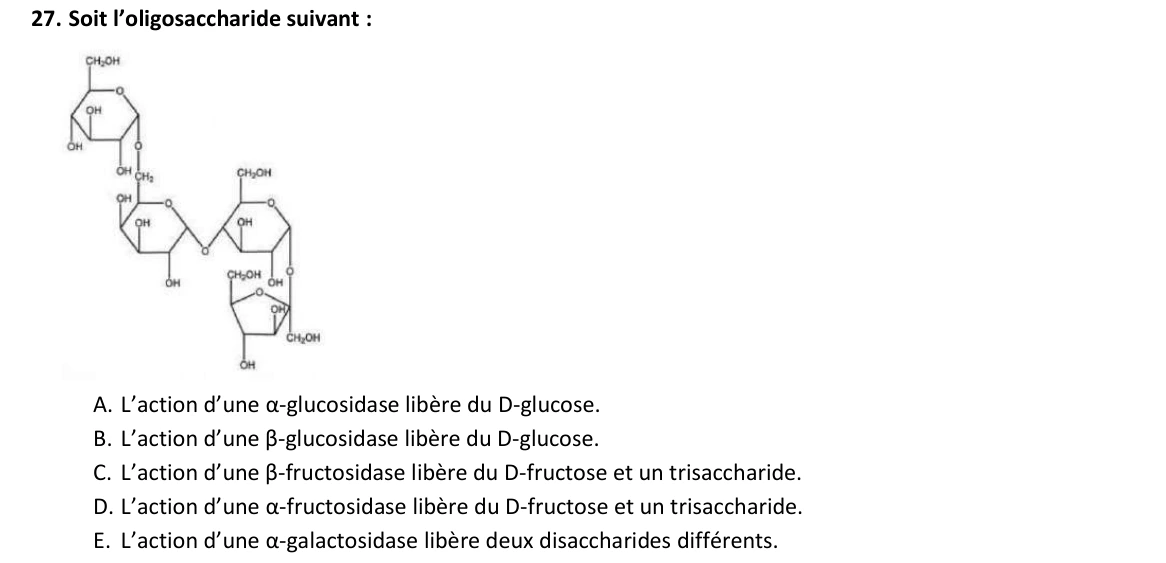 27. Soit l’oligosaccharide suivant :
CH₂OH
O
OH
OH
O
OH CH₂
CH₂OH
OH
O
O
OH
OH
O
OH
CH₂OH
OH
O
O
OH
CH₂OH
OH
A. L’action d’une α-glucosidase libère du D-glucose.
B. L’action d’une β-glucosidase libère du D-glucose.
C. L’action d’une β-fructosidase libère du D-fructose et un trisaccharide.
D. L’action d’une α-fructosidase libère du D-fructose et un trisaccharide.
E. L’action d’une α-galactosidase libère deux disaccharides différents.